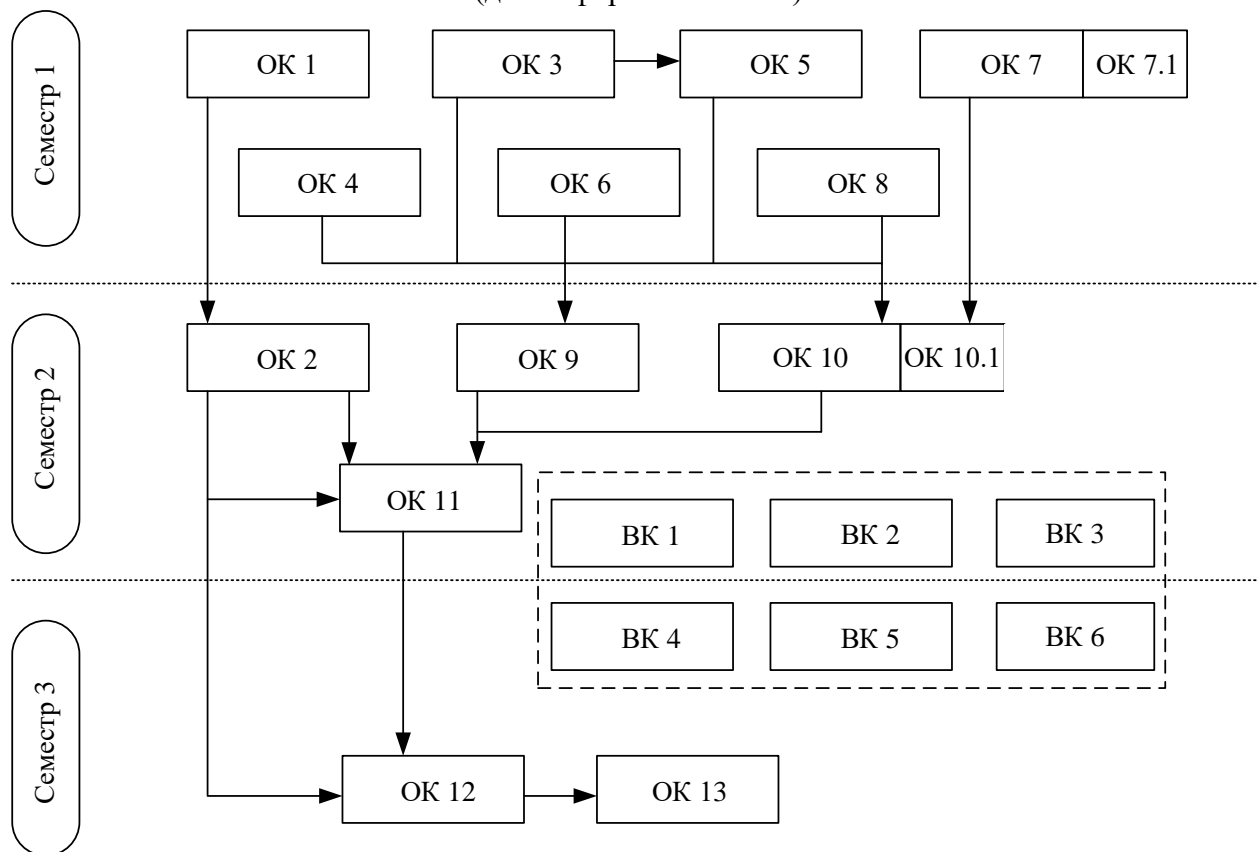 Семестр 1
ОК 1
ОК 3
ОК 5
ОК 7
ОК 7.1
ОК 4
ОК 6
ОК 8
Семестр 2
ОК 2
ОК 9
ОК 10
ОК 10.1
ОК 11
ВК 1
ВК 2
ВК 3
Семестр 3
ВК 4
ВК 5
ВК 6
ОК 12
ОК 13